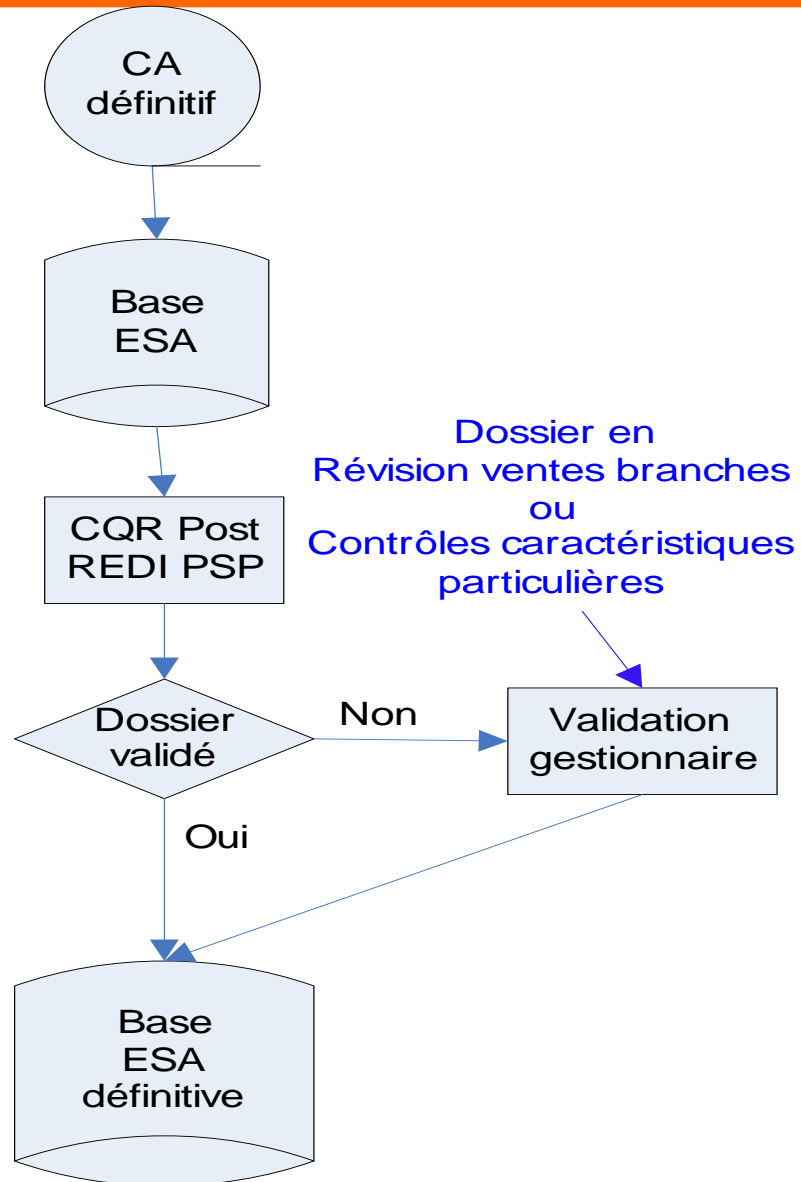 CA
définitif
Base
ESA
Dossier en
Révision ventes branches
ou
Contrôles caractéristiques
particulières
CQR Post
REDI PSP
Dossier
validé
Non
Validation
gestionnaire
Oui
Base
ESA
définitive